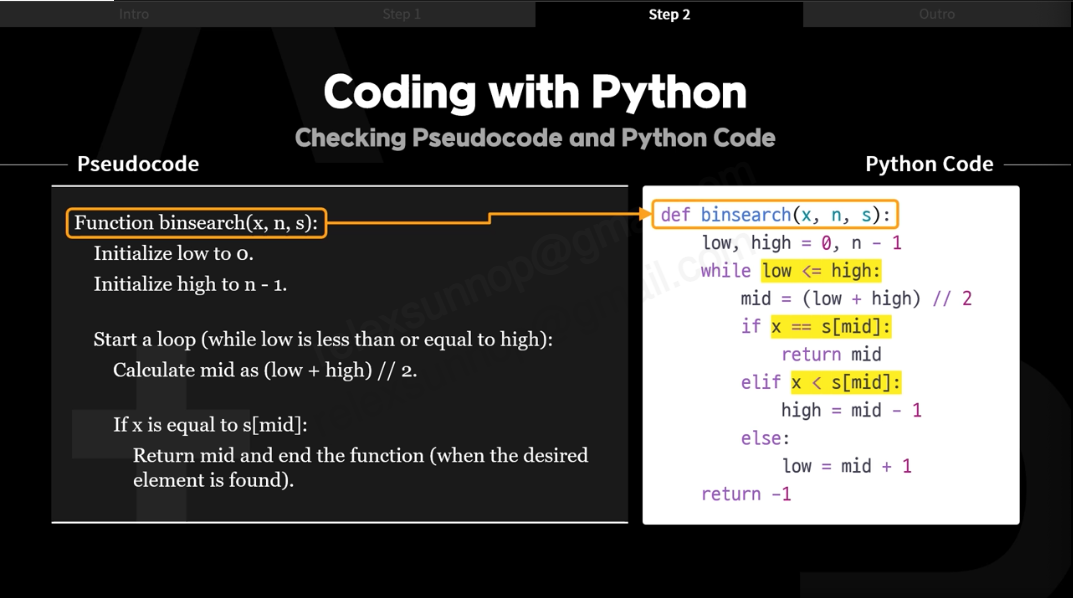 Intro
Step 1
Step 2
Outro
Coding with Python
Checking Pseudocode and Python Code
Pseudocode
Function binsearch(x, n, s):
Initialize low to 0.
Initialize high to n - 1.
Start a loop (while low is less than or equal to high):
Calculate mid as (low + high) // 2.
If x is equal to s[mid]:
Return mid and end the function (when the desired
element is found).
Python Code
def binsearch(x, n, s):
low, high = 0, n - 1
while low <= high:
mid = (low + high) // 2
if x == s[mid]:
return mid
elif x < s[mid]:
high = mid - 1
else:
low = mid + 1
return -1